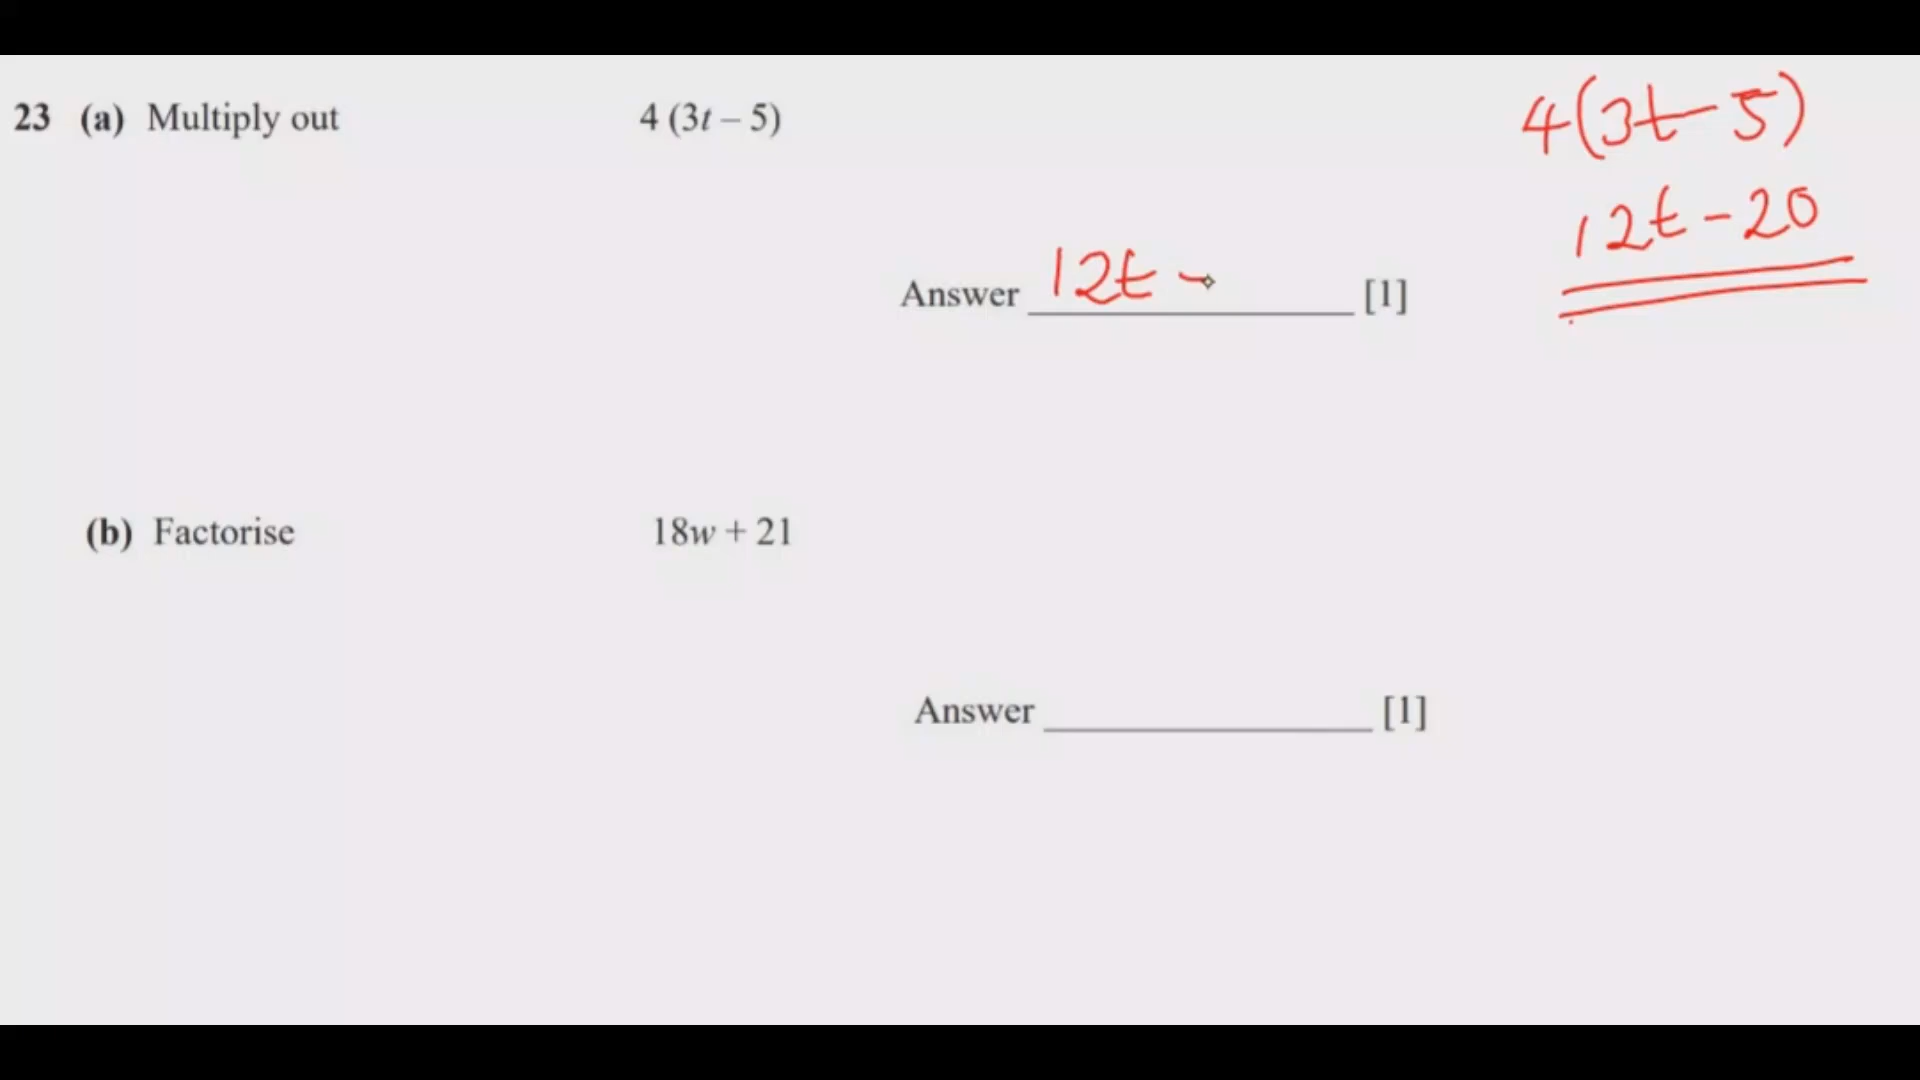 23 (a) Multiply out 4 (3t – 5) 4(3t-5)
12t-20
Answer 12t - [1]
(b) Factorise 18w + 21
Answer [1]